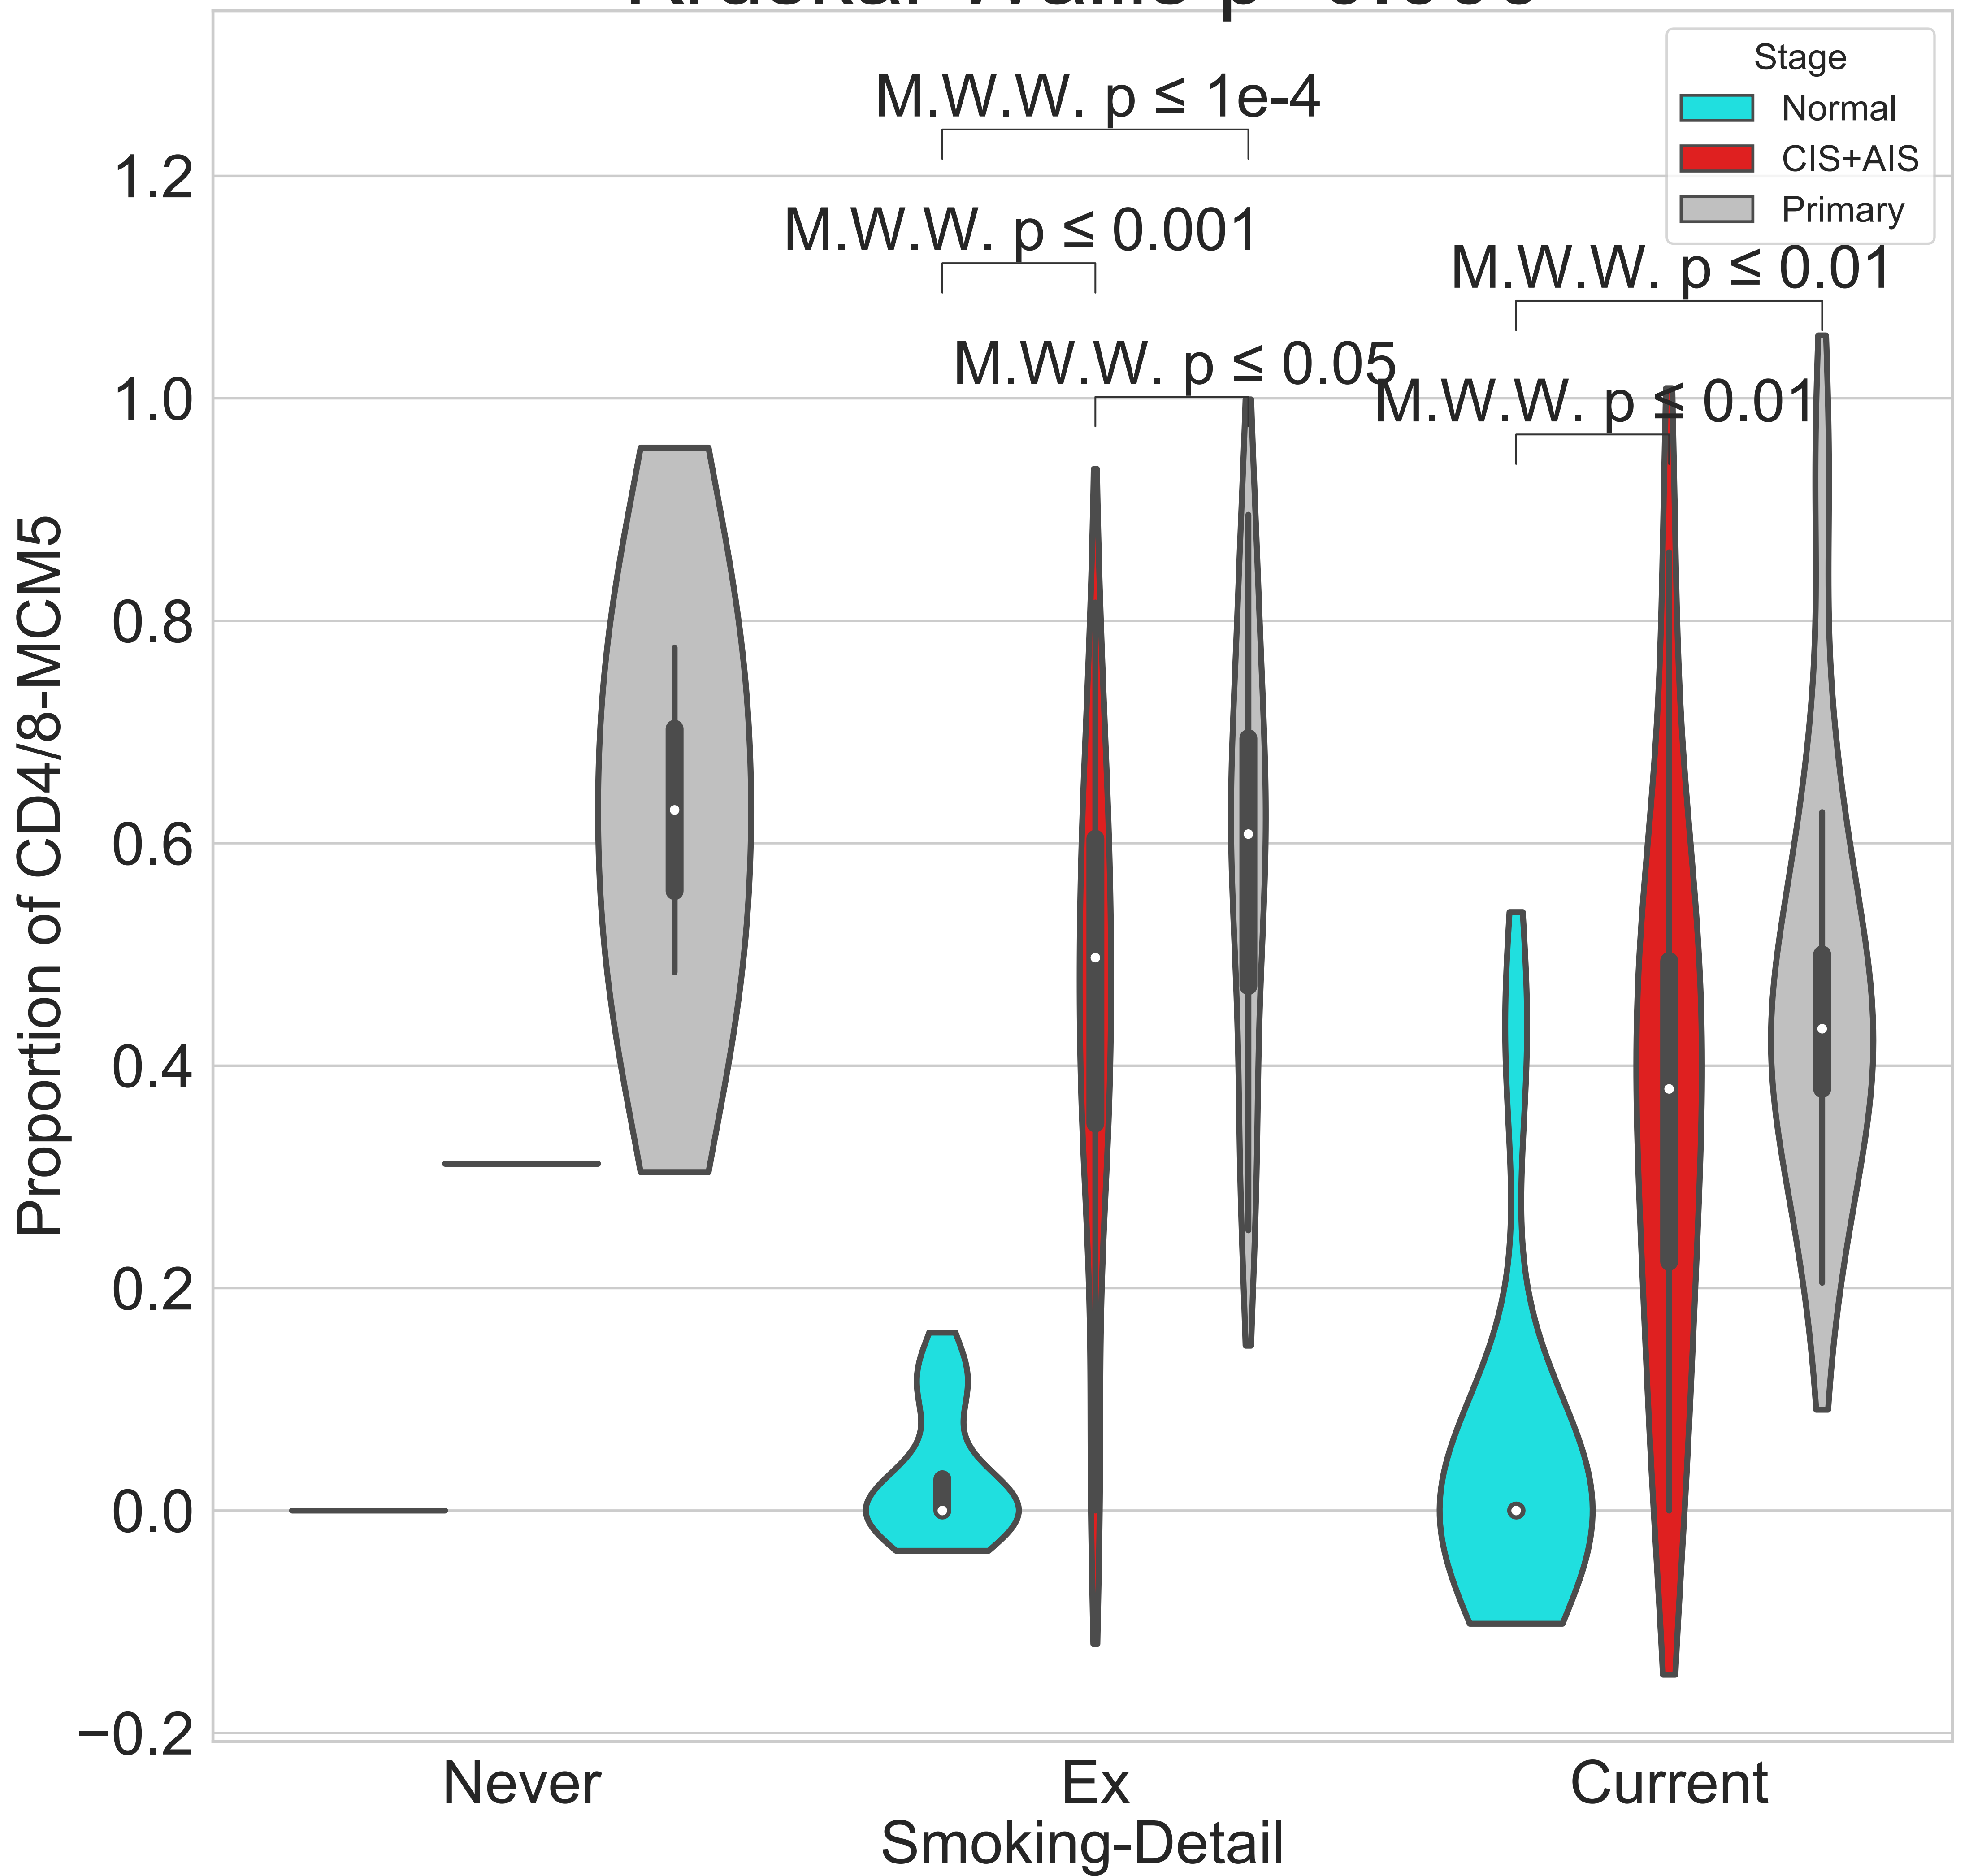 Stage
Normal
CIS+AIS
Primary
M.W.W. p ≤ 1e-4
M.W.W. p ≤ 0.001
M.W.W. p ≤ 0.01
M.W.W. p ≤ 0.05
M.W.W. p ≤ 0.01
Proportion of CD4/8-MCM5
1.2
1.0
0.8
0.6
0.4
0.2
0.0
−0.2
Never
Ex
Current
Smoking-Detail